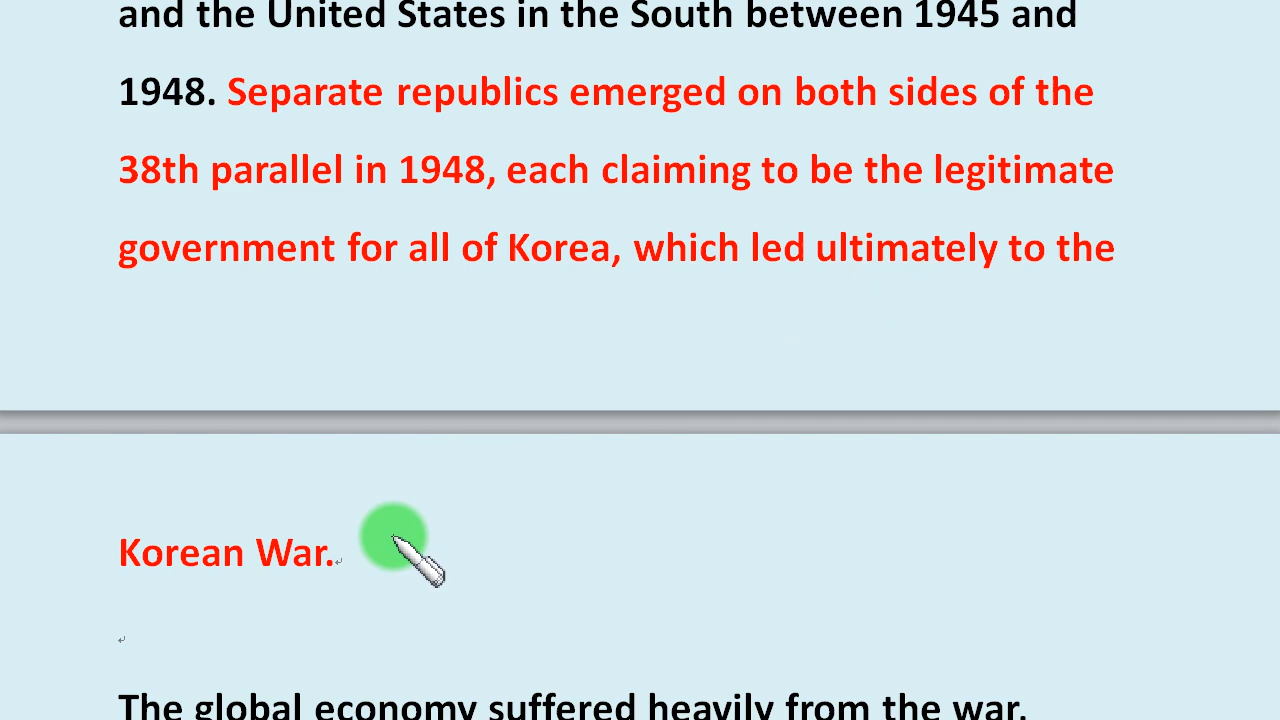 and the United States in the South between 1945 and
1948. Separate republics emerged on both sides of the
38th parallel in 1948, each claiming to be the legitimate
government for all of Korea, which led ultimately to the
Korean War.
The global economy suffered heavily from the war.